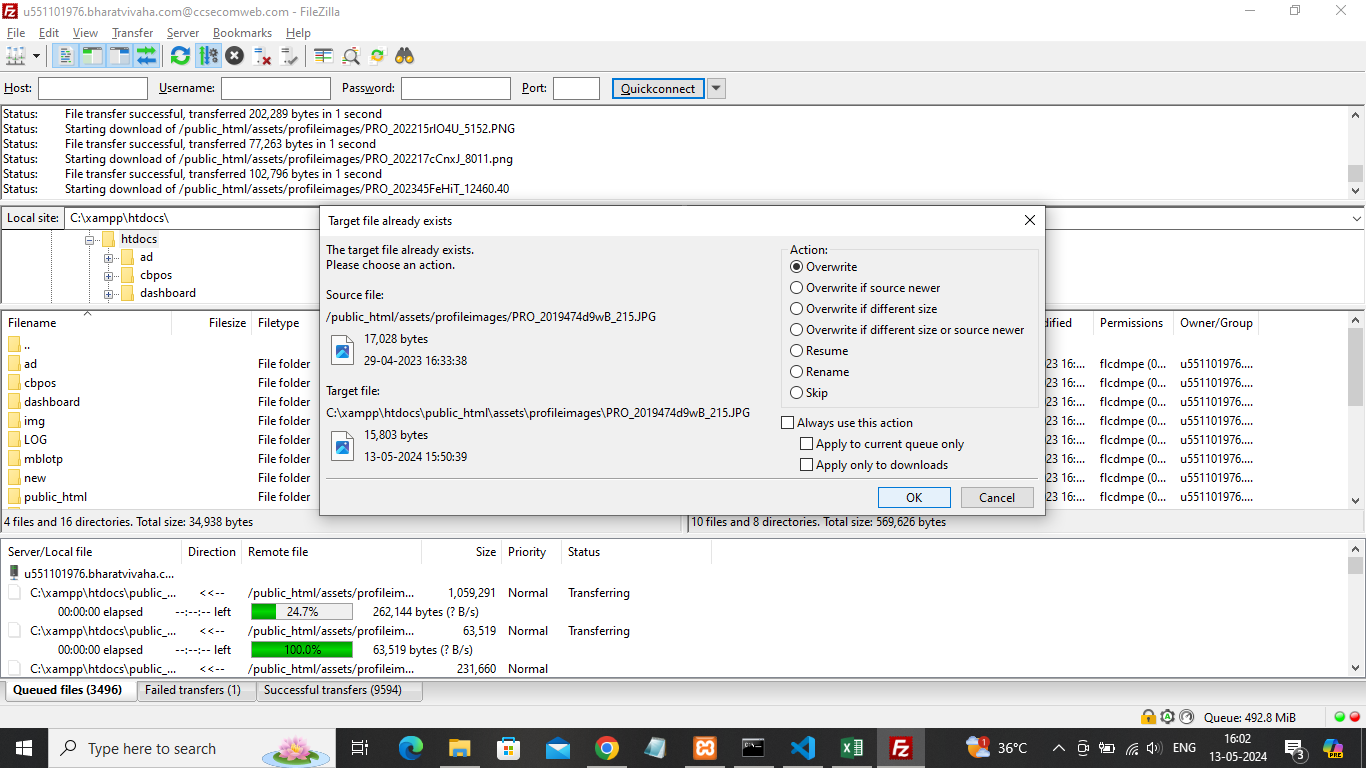 u551101976.bharatvivaha.com@ccsecomweb.com - FileZilla
File Edit View Transfer Server Bookmarks Help
Host: Username: Password: Port: Quickconnect
Status: File transfer successful, transferred 202,289 bytes in 1 second
Status: Starting download of /public_html/assets/profileimages/PRO_202215rIO4U_5152.PNG
Status: File transfer successful, transferred 77,263 bytes in 1 second
Status: Starting download of /public_html/assets/profileimages/PRO_202217cCnxJ_8011.png
Status: File transfer successful, transferred 102,796 bytes in 1 second
Status: Starting download of /public_html/assets/profileimages/PRO_202345FeHiT_12460.40
Local site: C:\xampp\htdocs\
htdocs
ad
cbpos
dashboard
Target file already exists
The target file already exists.
Please choose an action.
Source file:
/public_html/assets/profileimages/PRO_2019474d9wB_215.JPG
17,028 bytes
29-04-2023 16:33:38
Target file:
C:\xampp\htdocs\public_html\assets\profileimages\PRO_2019474d9wB_215.JPG
15,803 bytes
13-05-2024 15:50:39
Action:
Overwrite
Overwrite if source newer
Overwrite if different size
Overwrite if different size or source newer
Resume
Rename
Skip
Always use this action
Apply to current queue only
Apply only to downloads
OK Cancel
Filename Filesize Filetype
..
ad File folder
cbpos File folder
dashboard File folder
img File folder
LOG File folder
mblotp File folder
new File folder
public_html File folder
4 files and 16 directories. Total size: 34,938 bytes
dified Permissions Owner/Group
23 16:... flcdmpe (0... u551101976....
23 16:... flcdmpe (0... u551101976....
23 16:... flcdmpe (0... u551101976....
23 16:... flcdmpe (0... u551101976....
23 16:... flcdmpe (0... u551101976....
23 16:... flcdmpe (0... u551101976....
23 16:... flcdmpe (0... u551101976....
23 16:... flcdmpe (0... u551101976....
10 files and 8 directories. Total size: 569,626 bytes
Server/Local file Direction Remote file Size Priority Status
u551101976.bharatvivaha.c...
C:\xampp\htdocs\public_... <<-- /public_html/assets/profileim... 1,059,291 Normal Transferring
00:00:00 elapsed --:--:-- left 24.7% 262,144 bytes (? B/s)
C:\xampp\htdocs\public_... <<-- /public_html/assets/profileim... 63,519 Normal Transferring
00:00:00 elapsed --:--:-- left 100.0% 63,519 bytes (? B/s)
C:\xampp\htdocs\public_... <<-- /public_html/assets/profileim... 231,660 Normal
Queued files (3496) Failed transfers (1) Successful transfers (9594)
Queue: 492.8 MiB
Type here to search
36°C ENG
16:02
13-05-2024
3
PRE